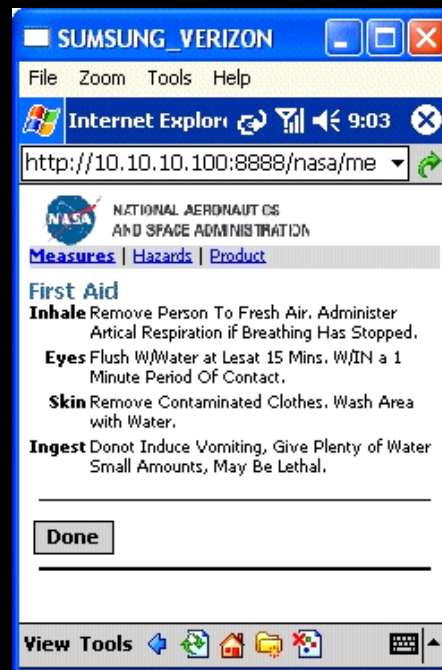 SUMSUNG_VERIZON
File Zoom Tools Help
Internet Explor 9:03
http://10.10.10.100:8888/nasa/me
NASA NATIONAL AERONAUTICS
AND SPACE ADMINISTRATION
Measures | Hazards | Product
First Aid
Inhale Remove Person To Fresh Air. Administer
Artical Respiration if Breathing Has Stopped.
Eyes Flush W/Water at Lesat 15 Mins. W/IN a 1
Minute Period Of Contact.
Skin Remove Contaminated Clothes. Wash Area
with Water.
Ingest Donot Induce Vomiting, Give Plenty of Water
Small Amounts, May Be Lethal.
Done
View Tools